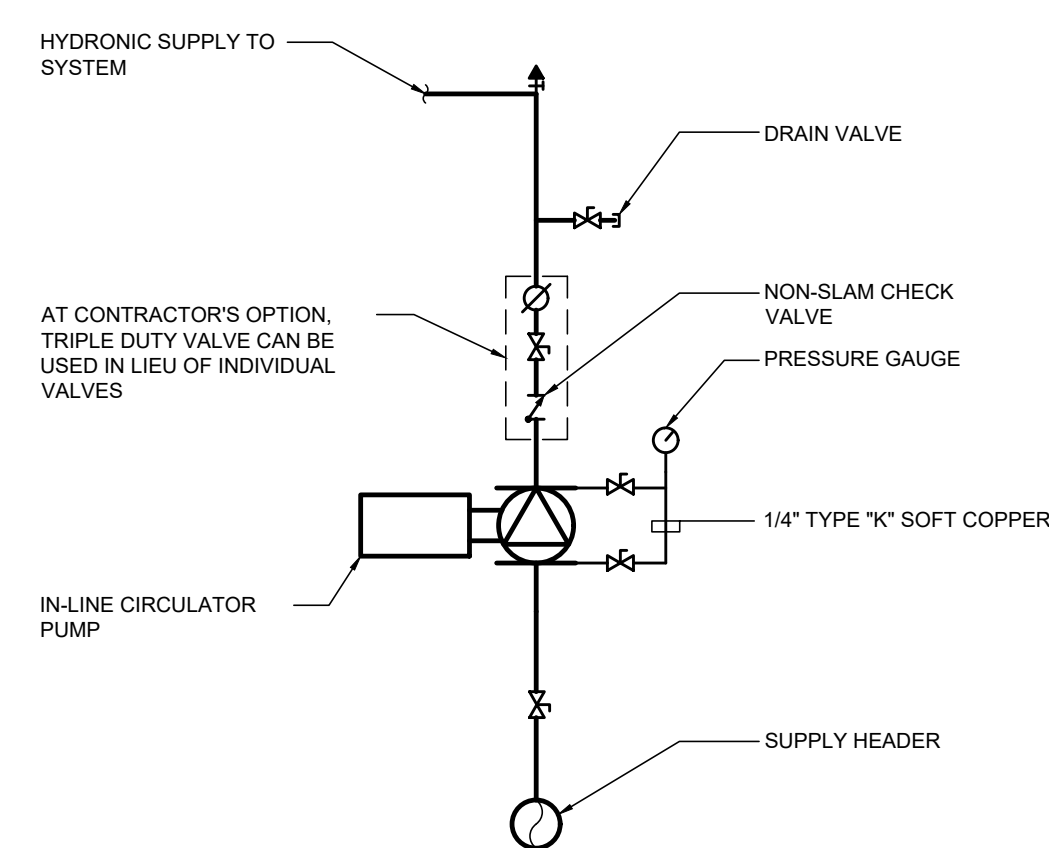 HYDRONIC SUPPLY TO
SYSTEM
DRAIN VALVE
AT CONTRACTOR'S OPTION,
TRIPLE DUTY VALVE CAN BE
USED IN LIEU OF INDIVIDUAL
VALVES
NON-SLAM CHECK
VALVE
PRESSURE GAUGE
1/4" TYPE "K" SOFT COPPER
IN-LINE CIRCULATOR
PUMP
SUPPLY HEADER